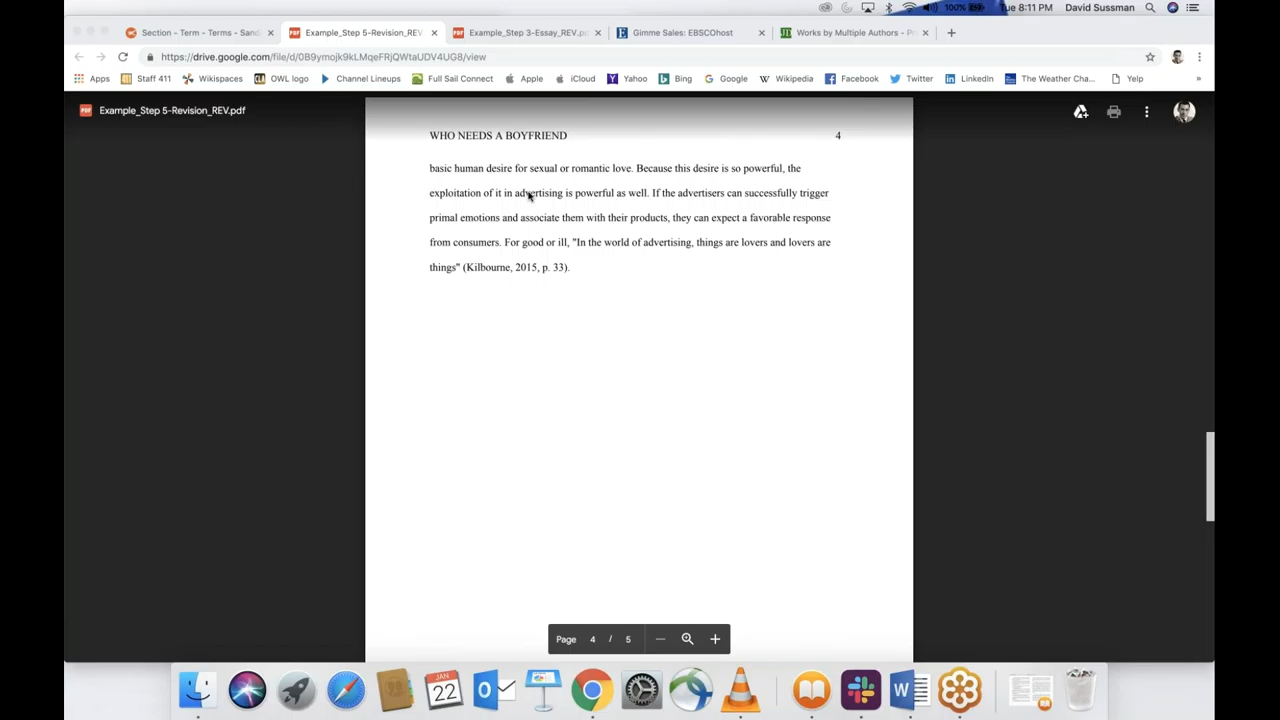 100% Tue 8:11 PM David Sussman
Section - Term - Terms - Sand
Example_Step 5-Revision_REV
Example_Step 3-Essay_REV.p
Gimme Sales: EBSCOhost
Works by Multiple Authors - P
https://drive.google.com/file/d/0B9ymojk9kLMqeFRjQWtaUDV4UG8/view
Apps Staff 411 Wikispaces OWL logo Channel Lineups Full Sail Connect Apple iCloud Yahoo Bing Google Wikipedia Facebook Twitter LinkedIn The Weather Cha... Yelp »
PDF Example_Step 5-Revision_REV.pdf
WHO NEEDS A BOYFRIEND 4
basic human desire for sexual or romantic love. Because this desire is so powerful, the
exploitation of it in advertising is powerful as well. If the advertisers can successfully trigger
primal emotions and associate them with their products, they can expect a favorable response
from consumers. For good or ill, "In the world of advertising, things are lovers and lovers are
things" (Kilbourne, 2015, p. 33).
Page 4 / 5
JAN
22